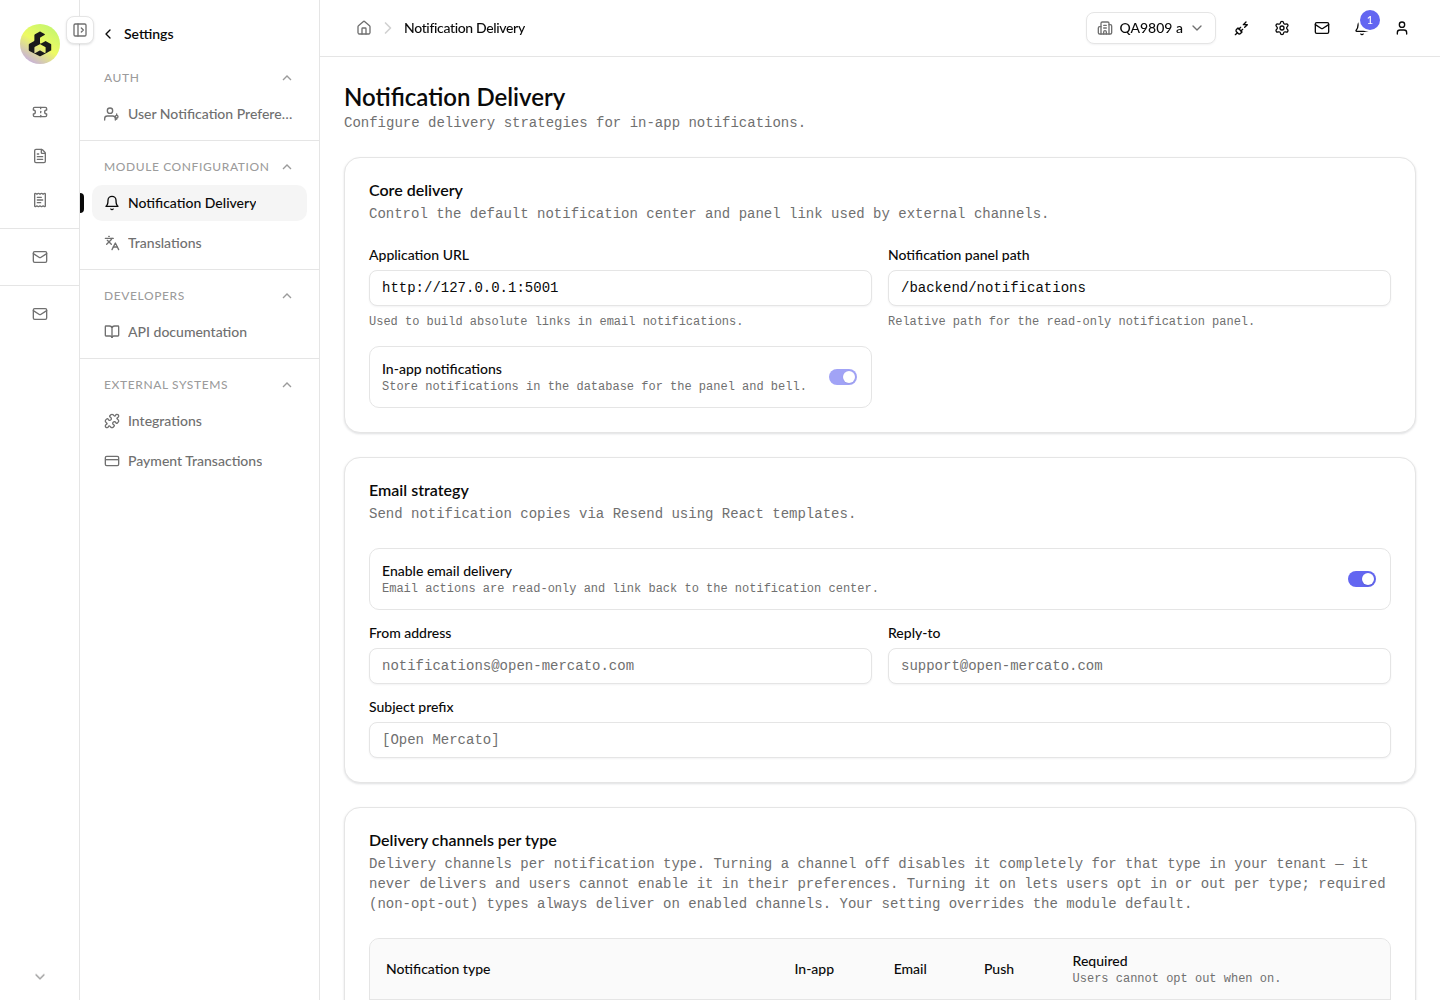 Settings
AUTH
User Notification Prefere...
MODULE CONFIGURATION
Notification Delivery
Translations
DEVELOPERS
API documentation
EXTERNAL SYSTEMS
Integrations
Payment Transactions
Notification Delivery
QA9809 a
1
Notification Delivery
Configure delivery strategies for in-app notifications.
Core delivery
Control the default notification center and panel link used by external channels.
Application URL
http://127.0.0.1:5001
Used to build absolute links in email notifications.
Notification panel path
/backend/notifications
Relative path for the read-only notification panel.
In-app notifications
Store notifications in the database for the panel and bell.
Email strategy
Send notification copies via Resend using React templates.
Enable email delivery
Email actions are read-only and link back to the notification center.
From address
notifications@open-mercato.com
Reply-to
support@open-mercato.com
Subject prefix
[Open Mercato]
Delivery channels per type
Delivery channels per notification type. Turning a channel off disables it completely for that type in your tenant — it
never delivers and users cannot enable it in their preferences. Turning it on lets users opt in or out per type; required
(non-opt-out) types always deliver on enabled channels. Your setting overrides the module default.
Notification type
In-app
Email
Push
Required
Users cannot opt out when on.